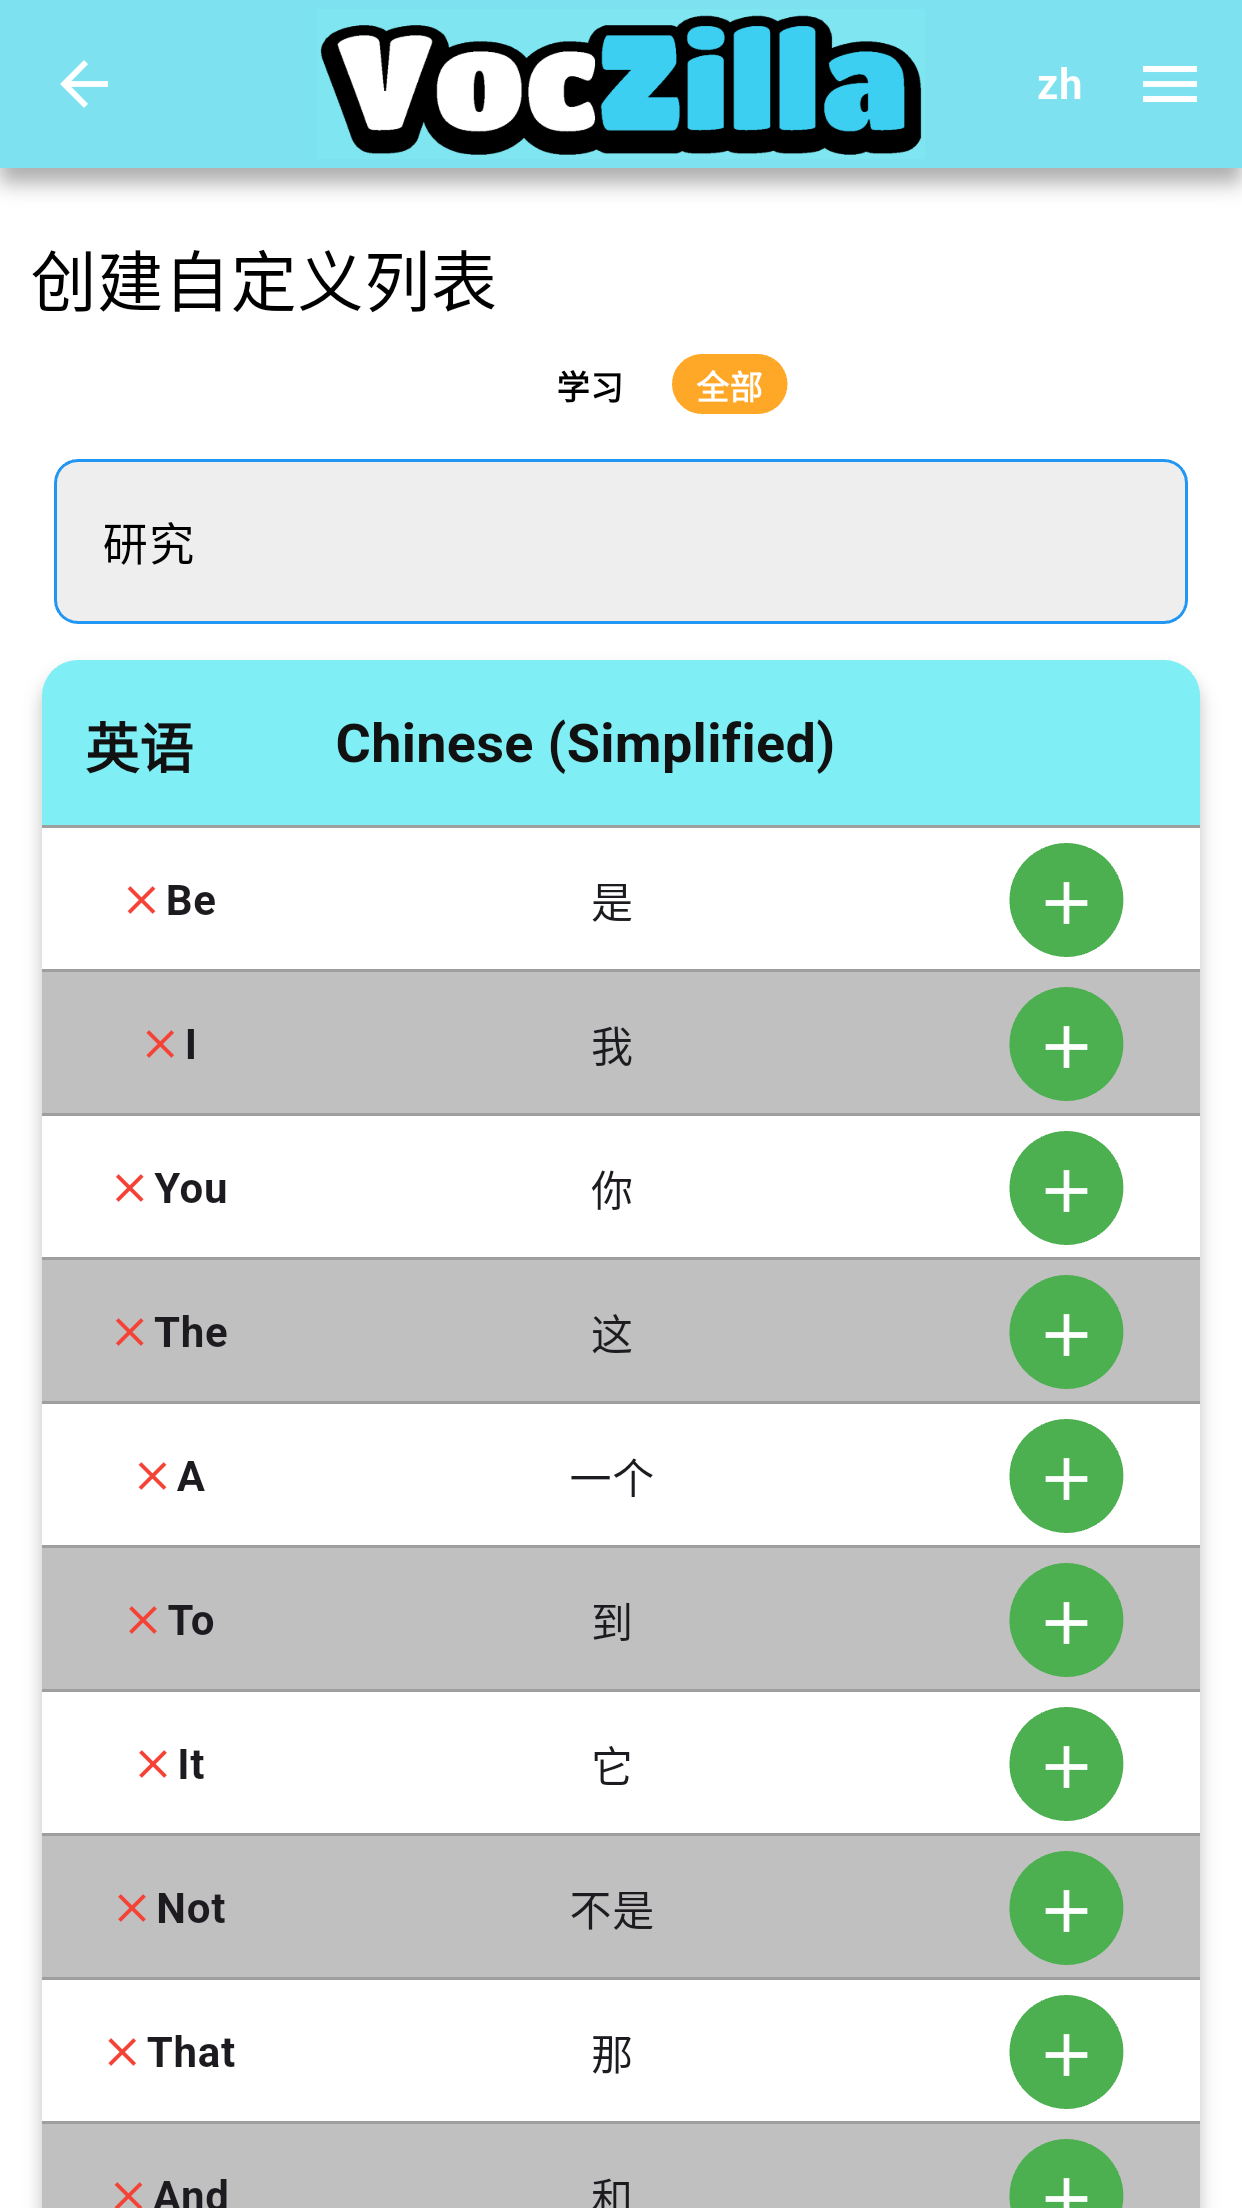 VocZilla
zh
创建自定义列表
学习 全部
研究
英语 Chinese (Simplified)
Be 是
I 我
You 你
The 这
A 一个
To 到
It 它
Not 不是
That 那
And 和